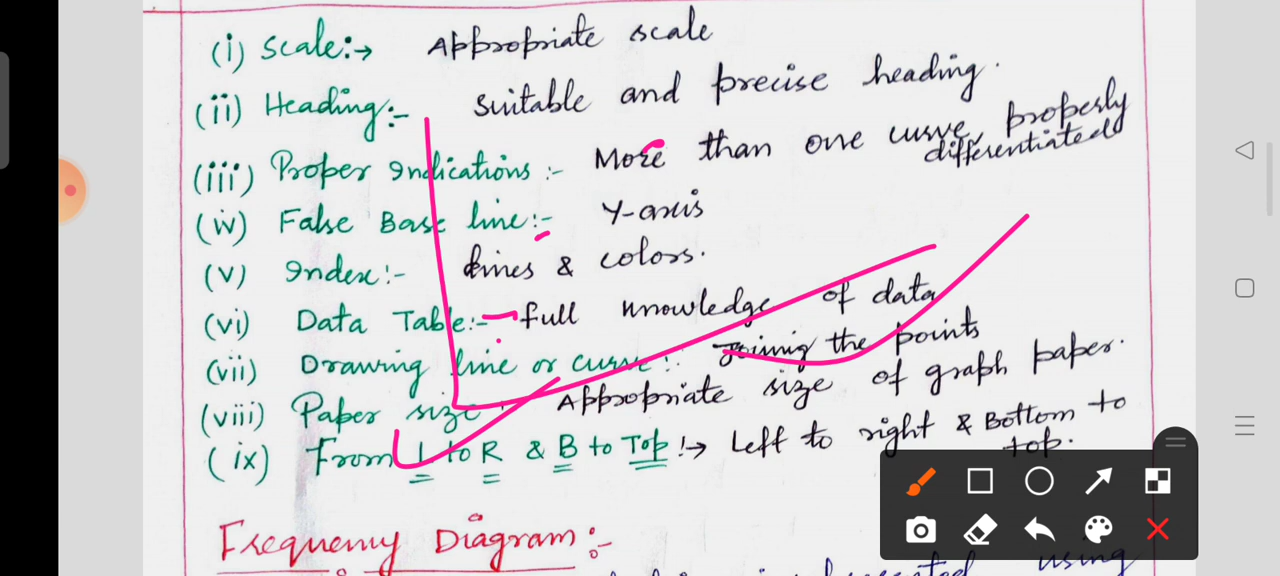 (i) Scale:→ Appropriate scale
(ii) Heading:- Suitable and precise heading.
(iii) Proper Indications :- More than one curve, properly differentiated
(iv) False Base line:- Y-axis
(v) Index:- Lines & colors.
(vi) Data Table:- full knowledge of data
(vii) Drawing line or curve:- Joining the points
(viii) Paper size: Appropriate size of graph paper.
(ix) From L to R & B to Top :→ Left to right & Bottom to top.
Frequency Diagram:-
using